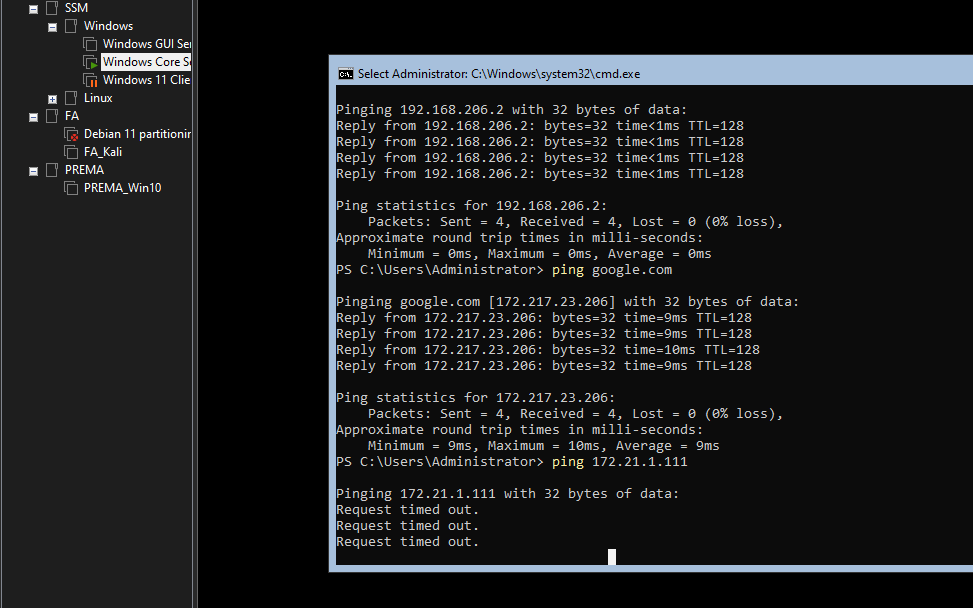 SSM
Windows
Windows GUI Ser
Windows Core S
Windows 11 Clie
Linux
FA
Debian 11 partitionin
FA_Kali
PREMA
PREMA_Win10
Select Administrator: C:\Windows\system32\cmd.exe
Pinging 192.168.206.2 with 32 bytes of data:
Reply from 192.168.206.2: bytes=32 time<1ms TTL=128
Reply from 192.168.206.2: bytes=32 time<1ms TTL=128
Reply from 192.168.206.2: bytes=32 time<1ms TTL=128
Reply from 192.168.206.2: bytes=32 time<1ms TTL=128
Ping statistics for 192.168.206.2:
Packets: Sent = 4, Received = 4, Lost = 0 (0% loss),
Approximate round trip times in milli-seconds:
Minimum = 0ms, Maximum = 0ms, Average = 0ms
PS C:\Users\Administrator> ping google.com
Pinging google.com [172.217.23.206] with 32 bytes of data:
Reply from 172.217.23.206: bytes=32 time=9ms TTL=128
Reply from 172.217.23.206: bytes=32 time=9ms TTL=128
Reply from 172.217.23.206: bytes=32 time=10ms TTL=128
Reply from 172.217.23.206: bytes=32 time=9ms TTL=128
Ping statistics for 172.217.23.206:
Packets: Sent = 4, Received = 4, Lost = 0 (0% loss),
Approximate round trip times in milli-seconds:
Minimum = 9ms, Maximum = 10ms, Average = 9ms
PS C:\Users\Administrator> ping 172.21.1.111
Pinging 172.21.1.111 with 32 bytes of data:
Request timed out.
Request timed out.
Request timed out.